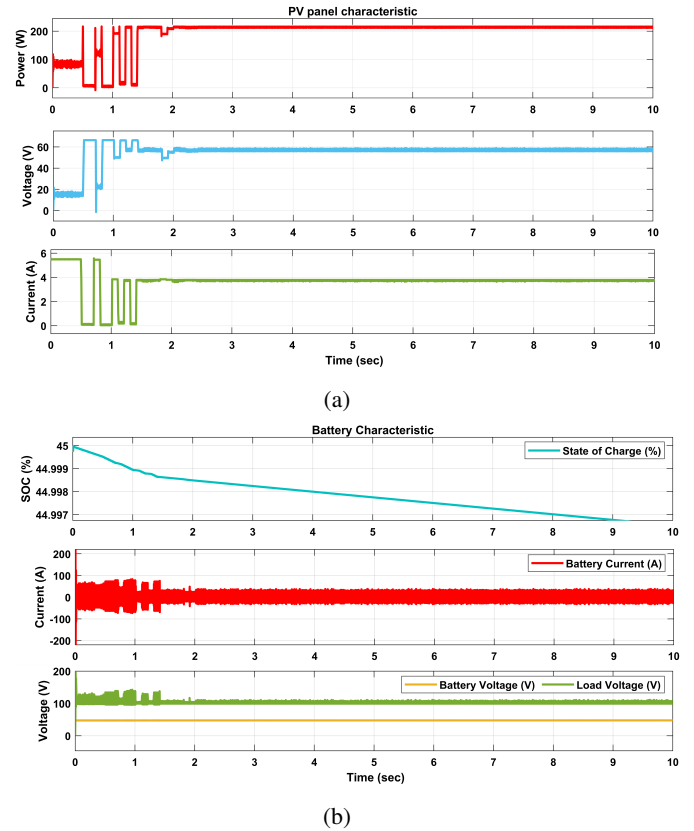 PV panel characteristic
Power (W)
200
100
0
0 1 2 3 4 5 6 7 8 9 10
Voltage (V)
60
40
20
0
0 1 2 3 4 5 6 7 8 9 10
Current (A)
6
4
2
0
0 1 2 3 4 5 6 7 8 9 10
Time (sec)
(a)
Battery Characteristic
SOC (%)
45
44.999
44.998
44.997
State of Charge (%)
0 1 2 3 4 5 6 7 8 9 10
Current (A)
200
100
0
-100
-200
Battery Current (A)
0 1 2 3 4 5 6 7 8 9 10
Voltage (V)
200
100
0
Battery Voltage (V) Load Voltage (V)
0 1 2 3 4 5 6 7 8 9 10
Time (sec)
(b)